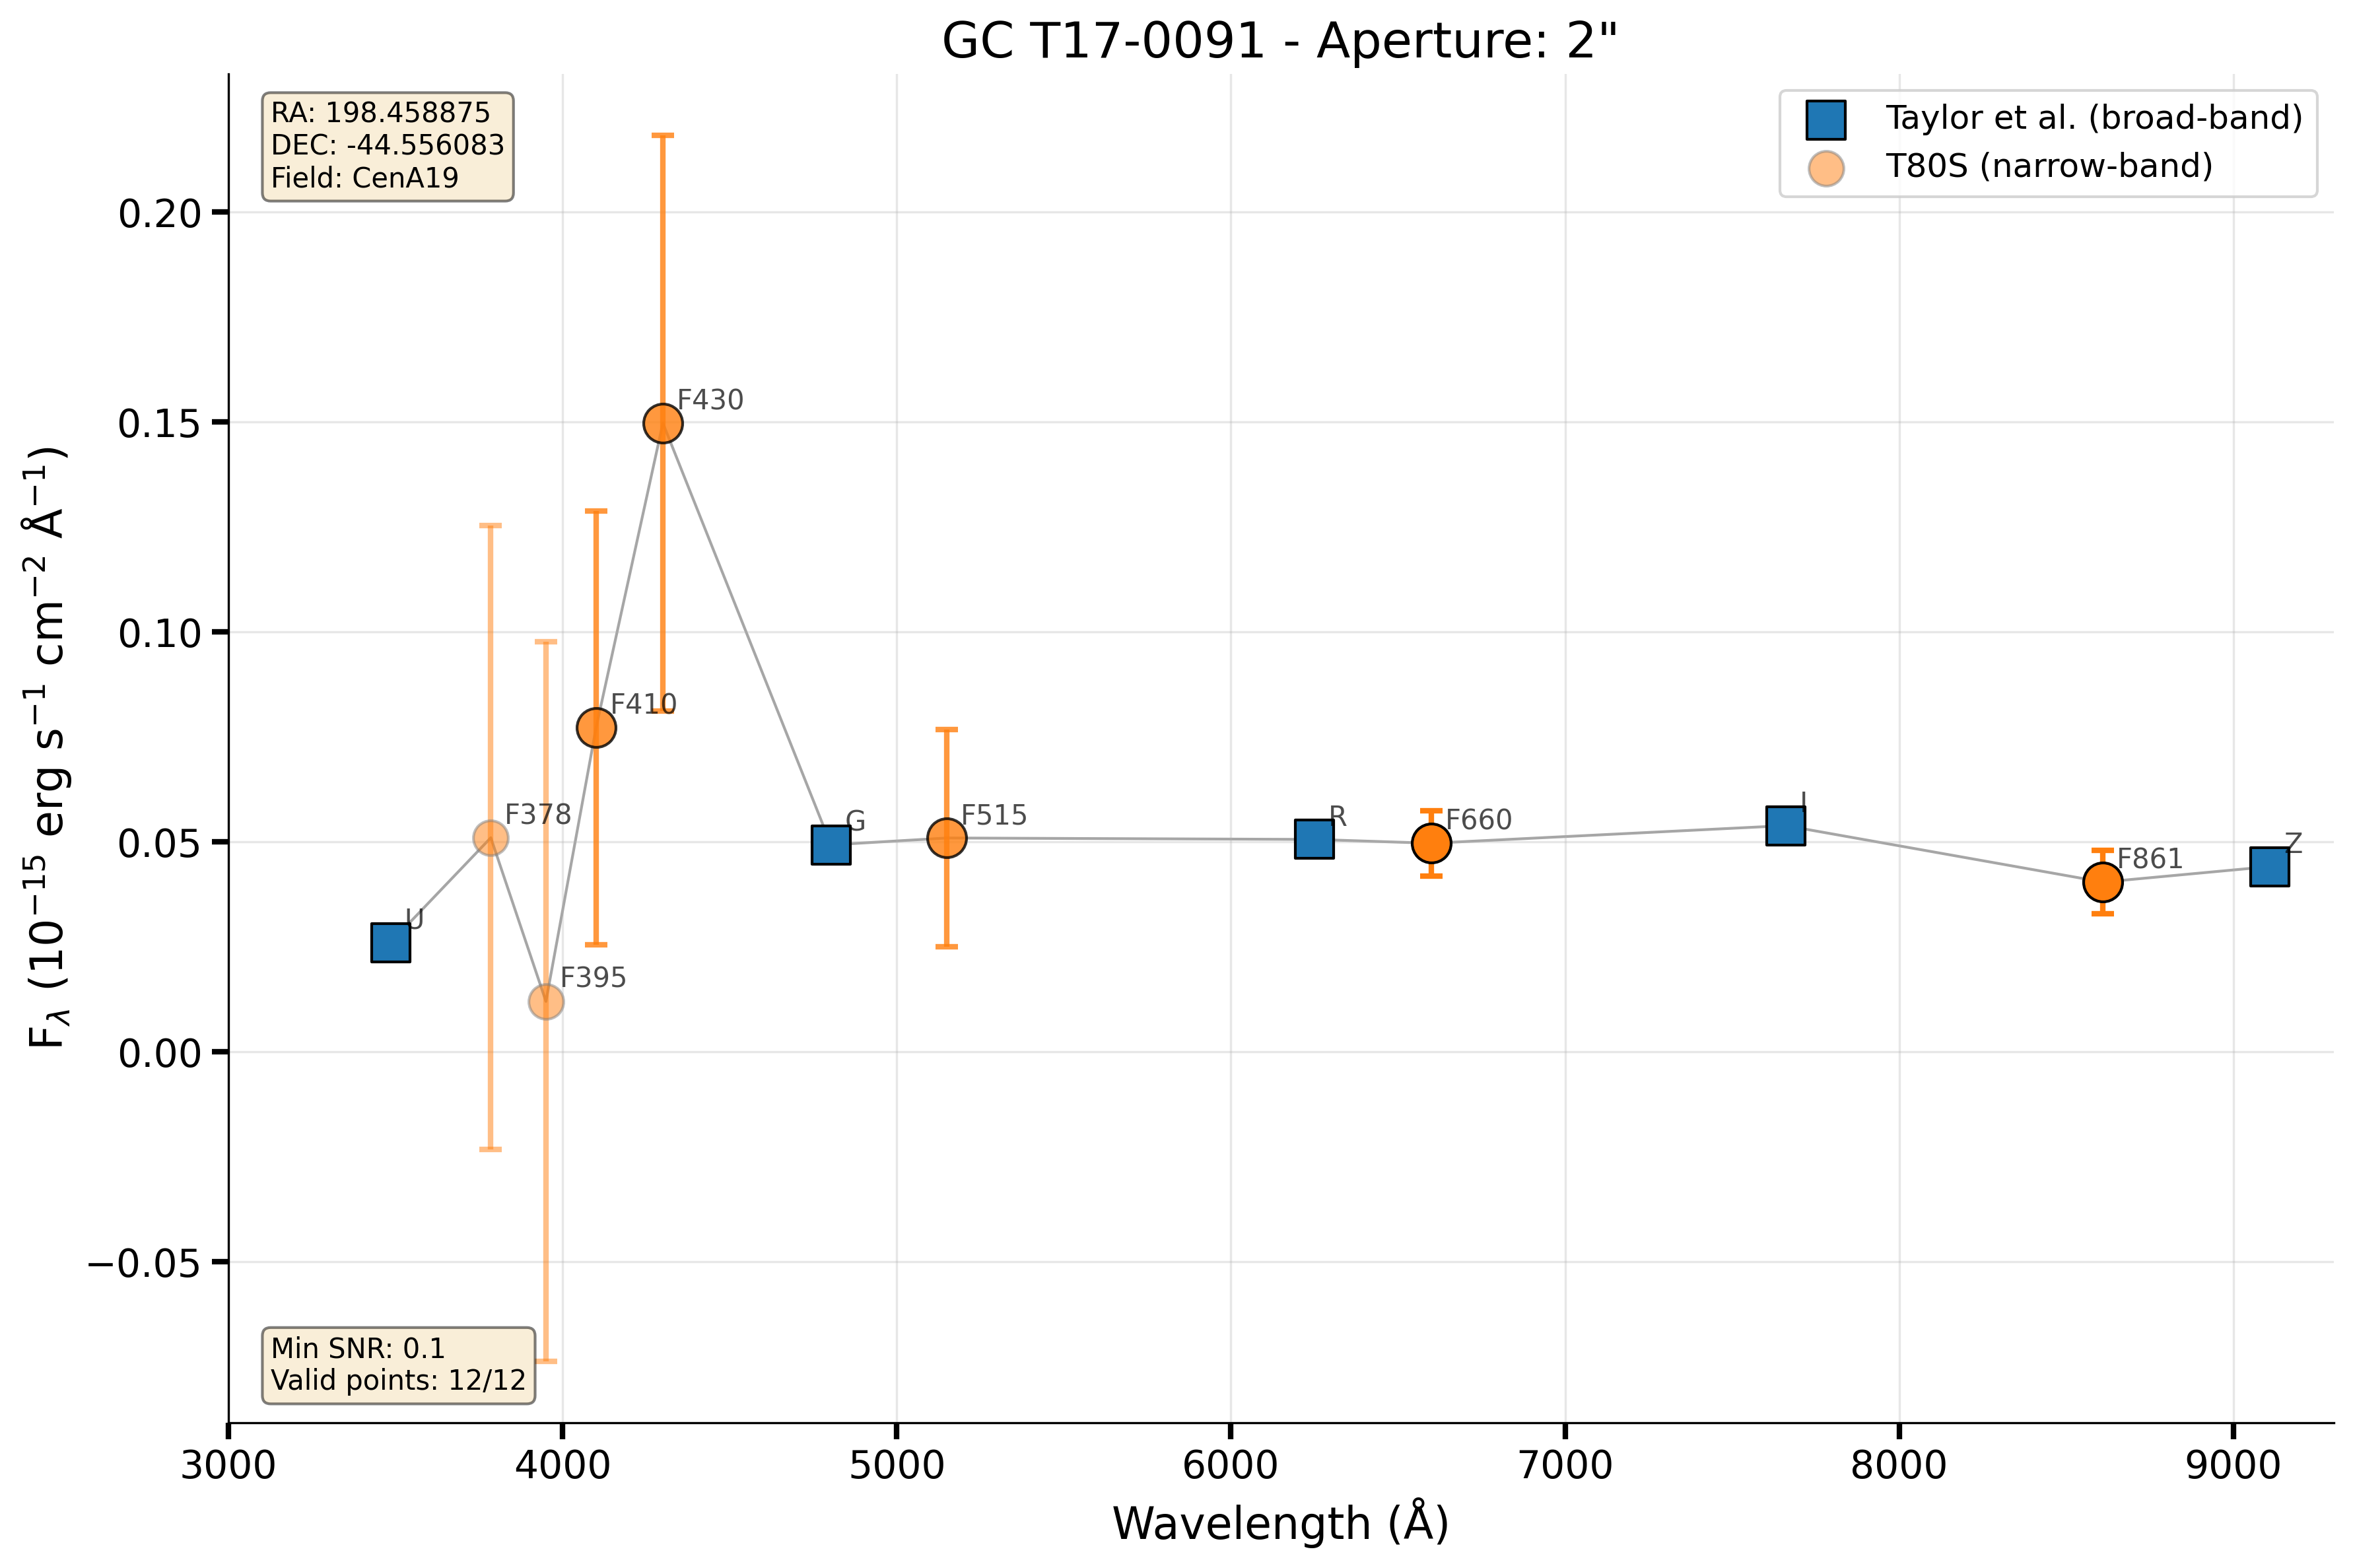 GC T17-0091 - Aperture: 2"
RA: 198.458875
DEC: -44.556083
Field: CenA19
Taylor et al. (broad-band)
T80S (narrow-band)
F_λ (10⁻¹⁵ erg s⁻¹ cm⁻² Å⁻¹)
0.20
0.15
0.10
0.05
0.00
−0.05
U
F378
F395
F410
F430
G
F515
R
F660
I
F861
Z
Min SNR: 0.1
Valid points: 12/12
3000 4000 5000 6000 7000 8000 9000
Wavelength (Å)